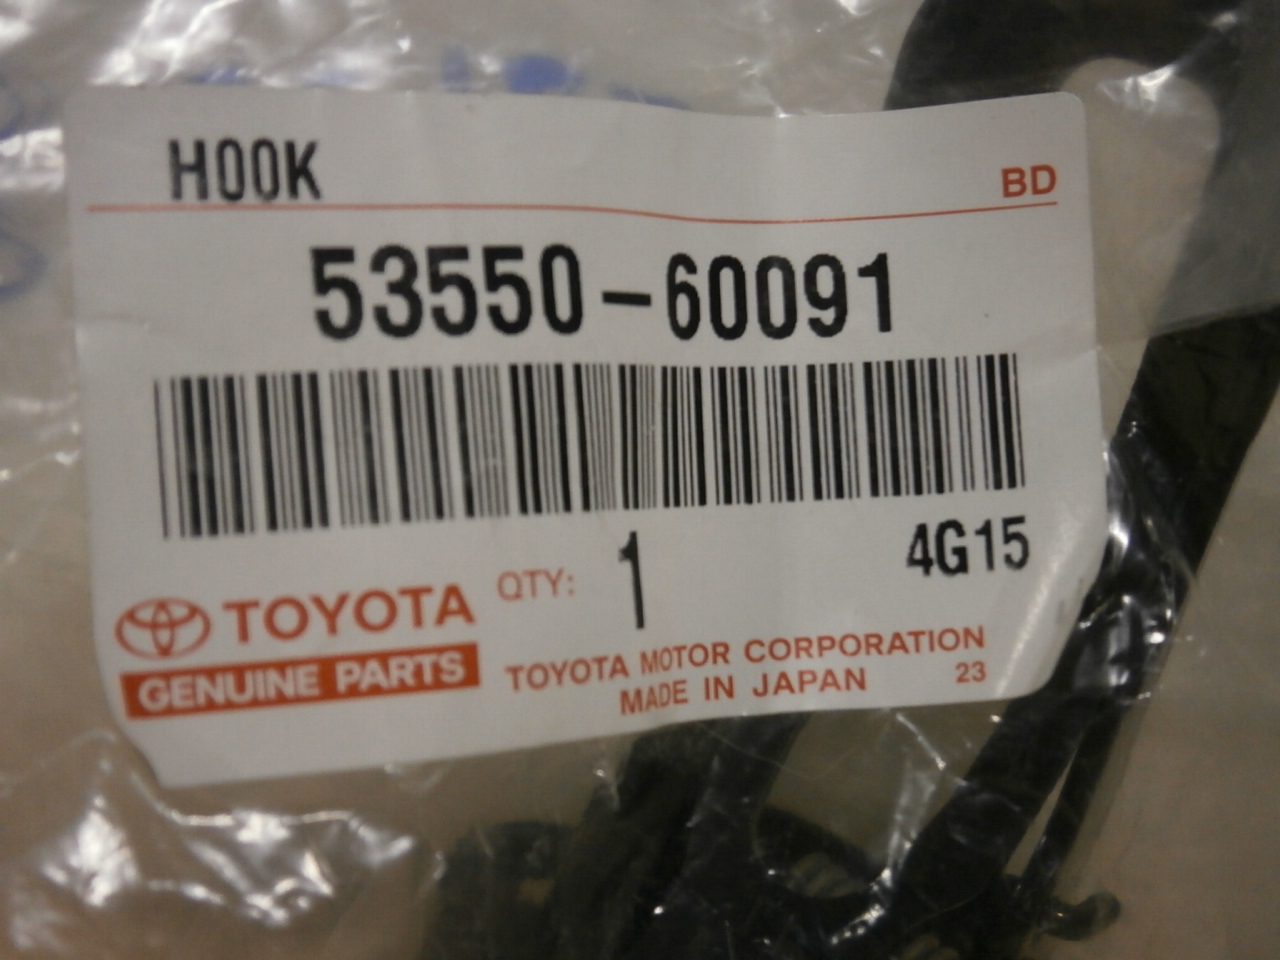 HOOK
BD
53550-60091
QTY: 1
4G15
TOYOTA
GENUINE PARTS
TOYOTA MOTOR CORPORATION
MADE IN JAPAN 23